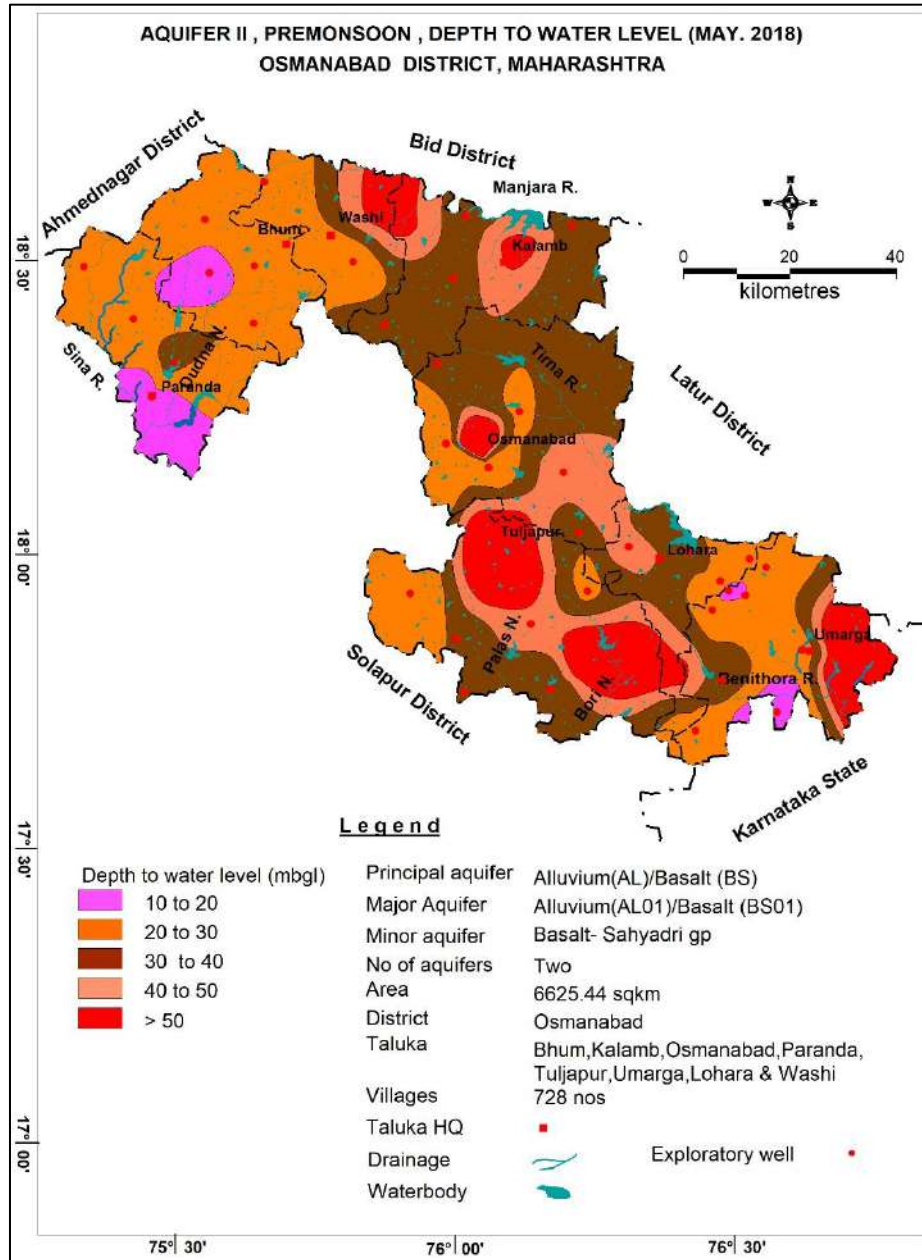 AQUIFER II , PREMONSOON , DEPTH TO WATER LEVEL (MAY. 2018)
OSMANABAD DISTRICT, MAHARASHTRA
Ahmednagar District
Bid District
Manjara R.
N
W E
S
Washi
Bhum
Kalamb
18° 30'
0 20 40
kilometres
Sina R.
Dudna N.
Paranda
Tirna R.
Latur District
Osmanabad
Tuljapur
18° 00'
Lohara
Umarga
Palas N.
Solapur District
Bori N.
Benithora R.
Karnataka State
17° 30'
Legend
Depth to water level (mbgl)
10 to 20
20 to 30
30 to 40
40 to 50
> 50
Principal aquifer Alluvium(AL)/Basalt (BS)
Major Aquifer Alluvium(AL01)/Basalt (BS01)
Minor aquifer Basalt- Sahyadri gp
No of aquifers Two
Area 6625.44 sqkm
District Osmanabad
Taluka Bhum,Kalamb,Osmanabad,Paranda,
Tuljapur,Umarga,Lohara & Washi
Villages 728 nos
Taluka HQ
Drainage Exploratory well
Waterbody
17° 00'
75° 30' 76° 00' 76° 30'